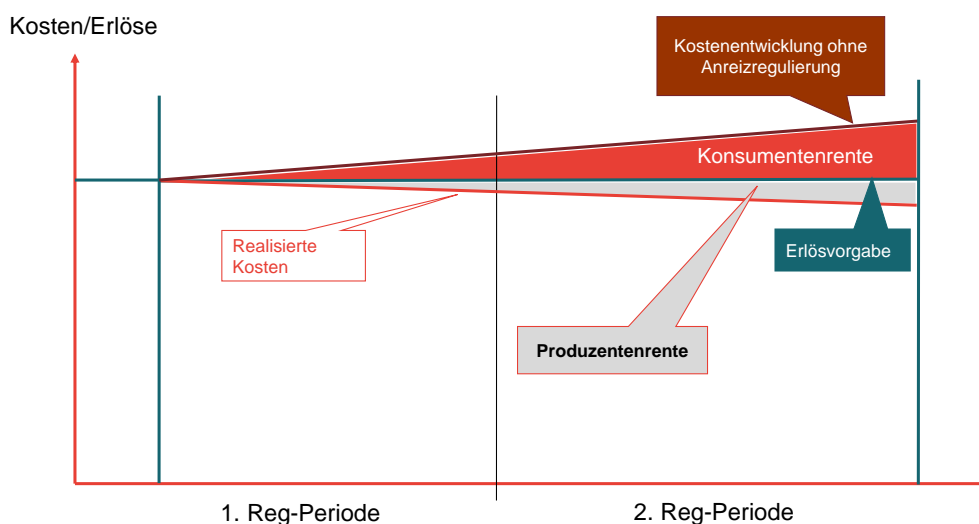 Kosten/Erlöse
Kostenentwicklung ohne
Anreizregulierung
Konsumentenrente
Realisierte
Kosten
Erlösvorgabe
Produzentenrente
1. Reg-Periode
2. Reg-Periode